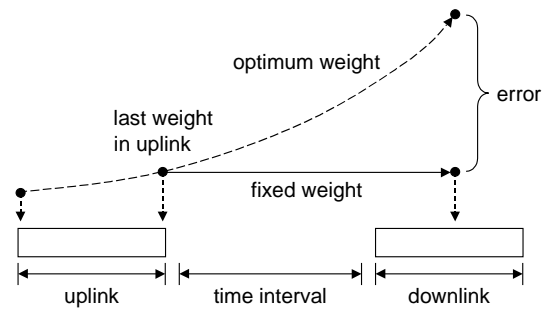 optimum weight
error
last weight
in uplink
fixed weight
uplink
time interval
downlink